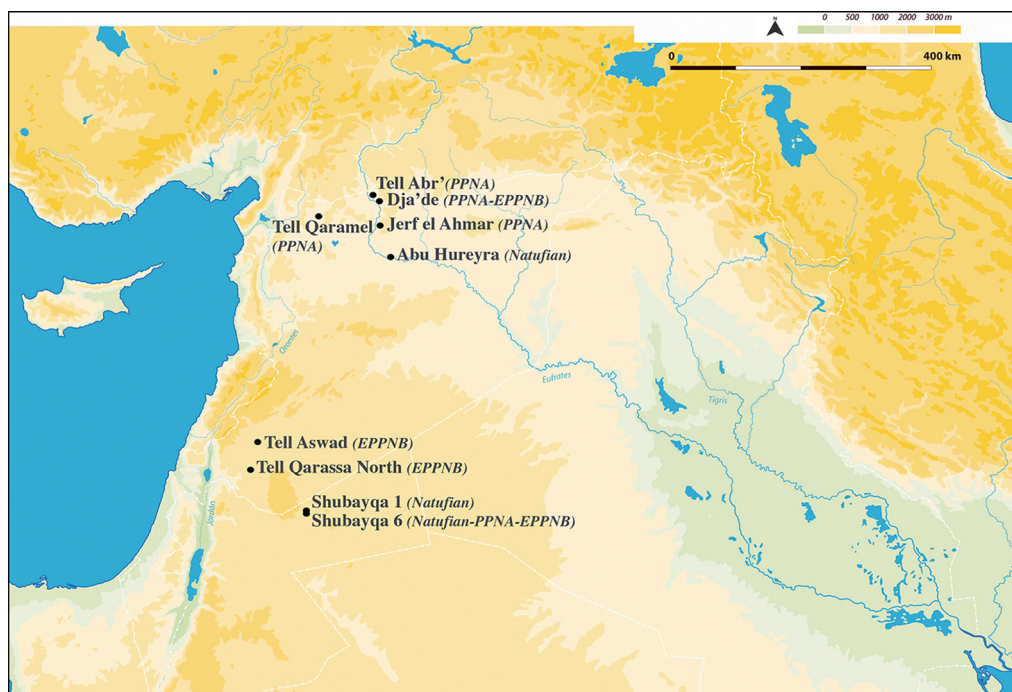 N
0 500 1000 2000 3000 m
0 400 km
Tell Abr' (PPNA)
Dja'de (PPNA-EPPNB)
Tell Qaramel
(PPNA)
Jerf el Ahmar (PPNA)
Abu Hureyra (Natufian)
Orontes
Eufrates
Tigris
Tell Aswad (EPPNB)
Tell Qarassa North (EPPNB)
Shubayqa 1 (Natufian)
Shubayqa 6 (Natufian-PPNA-EPPNB)
Jordan